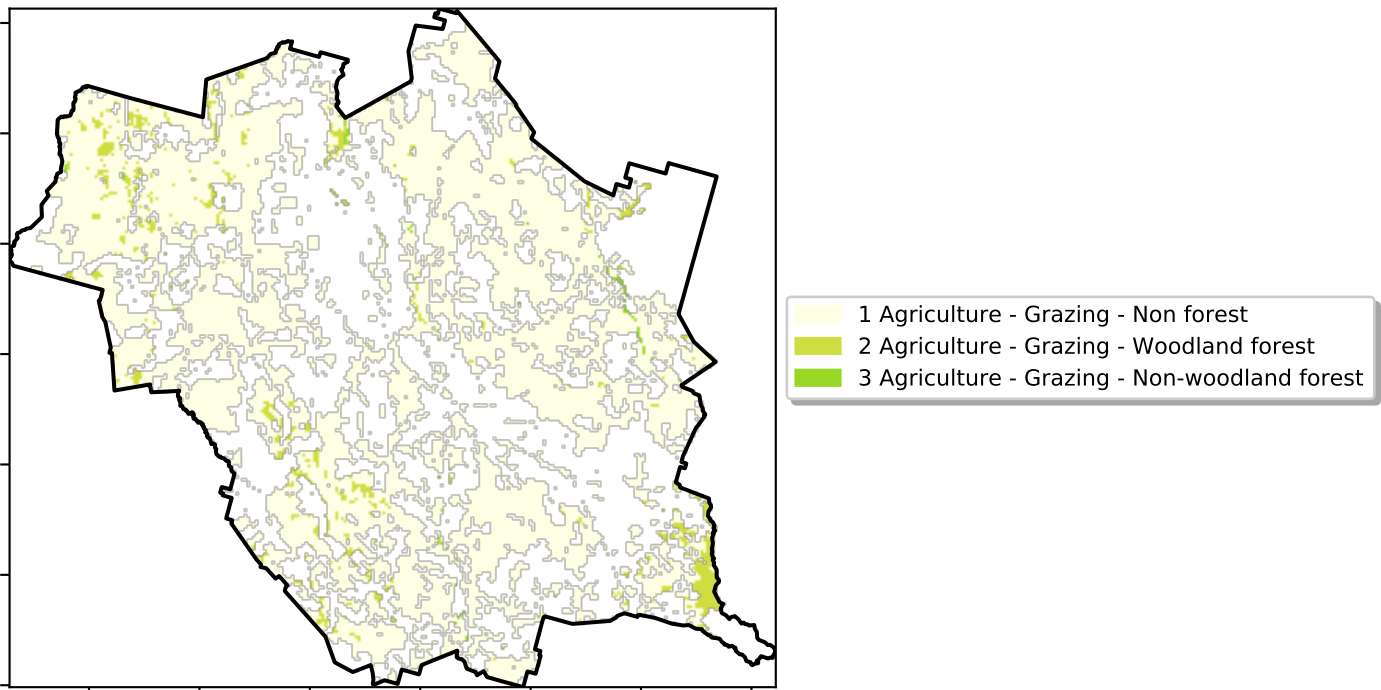 1 Agriculture - Grazing - Non forest
2 Agriculture - Grazing - Woodland forest
3 Agriculture - Grazing - Non-woodland forest